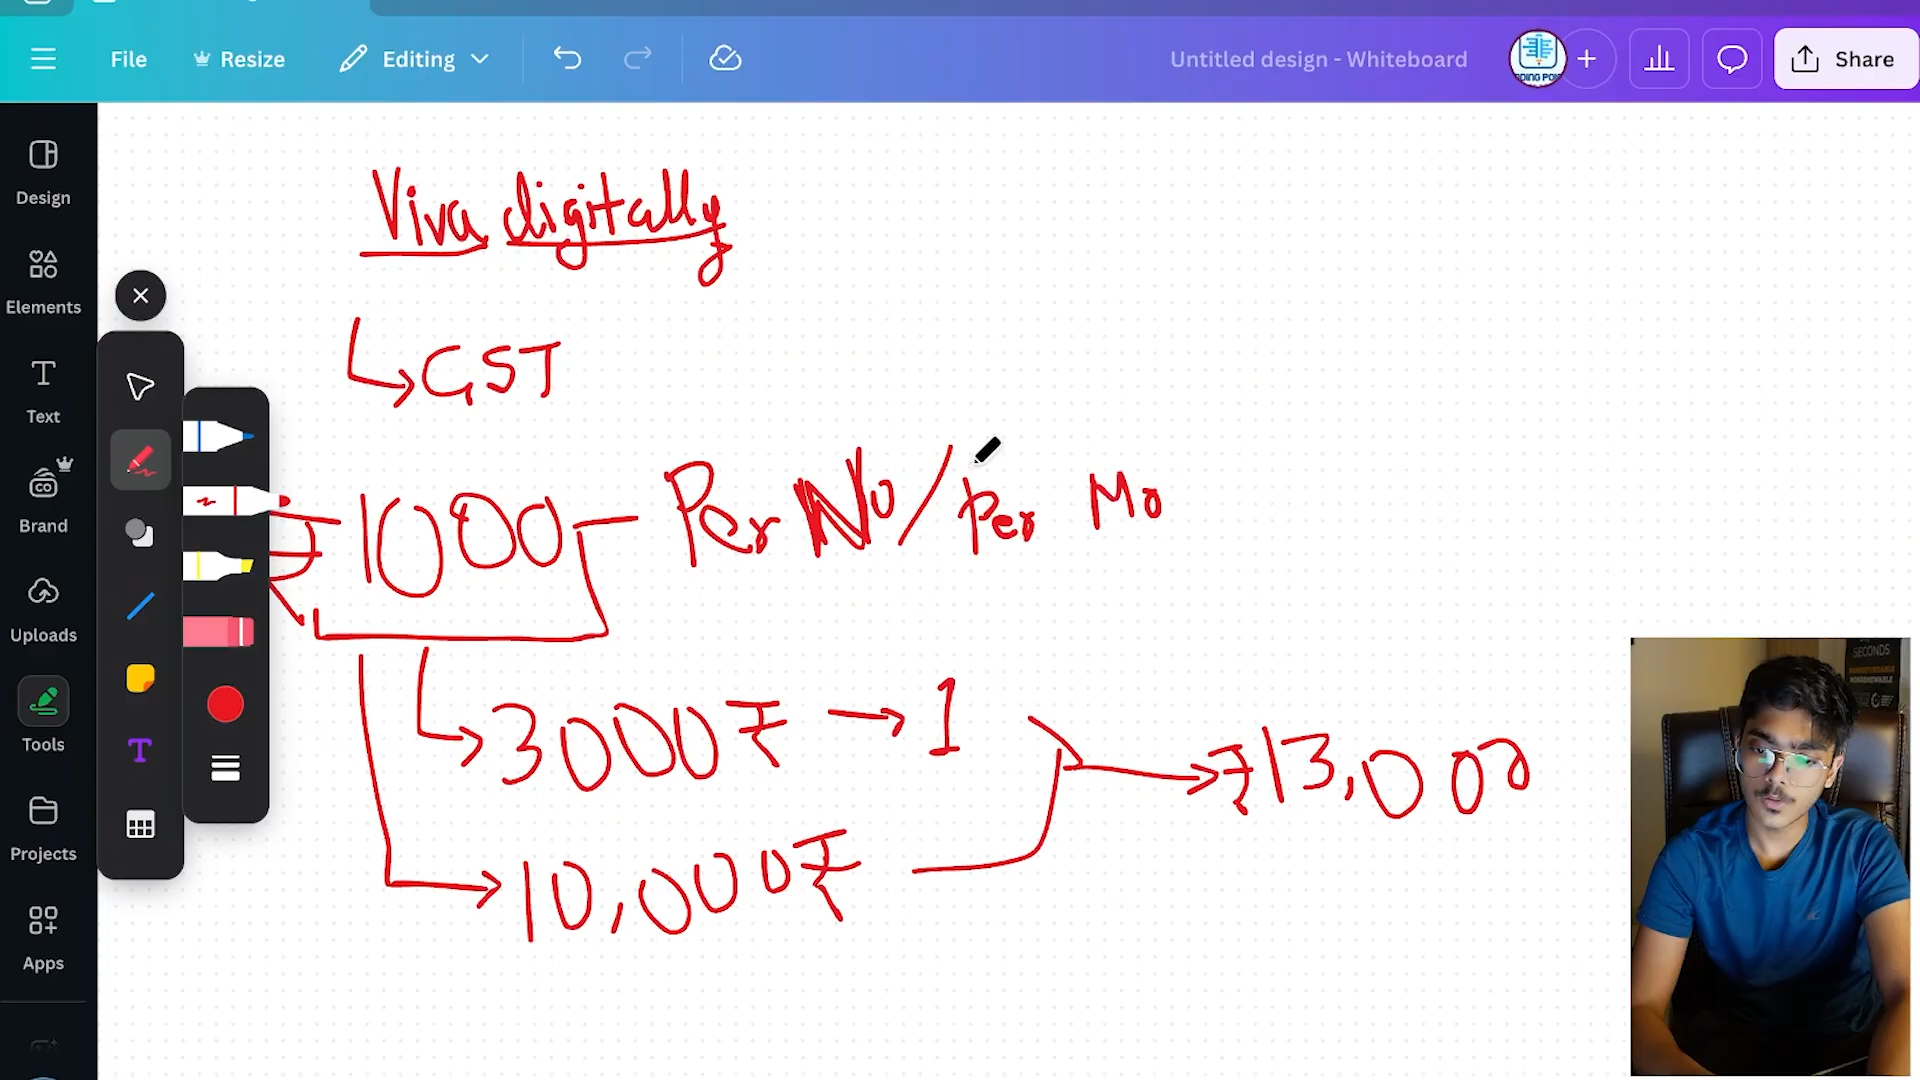 File
Resize
Editing
Untitled design - Whiteboard
Share
Design
Elements
Text
Brand
Uploads
Tools
Projects
Apps
Viva digitally
GST
1000 Per No/Per Mo
3000₹ → 1
₹13,000
10,000₹
SECONDS